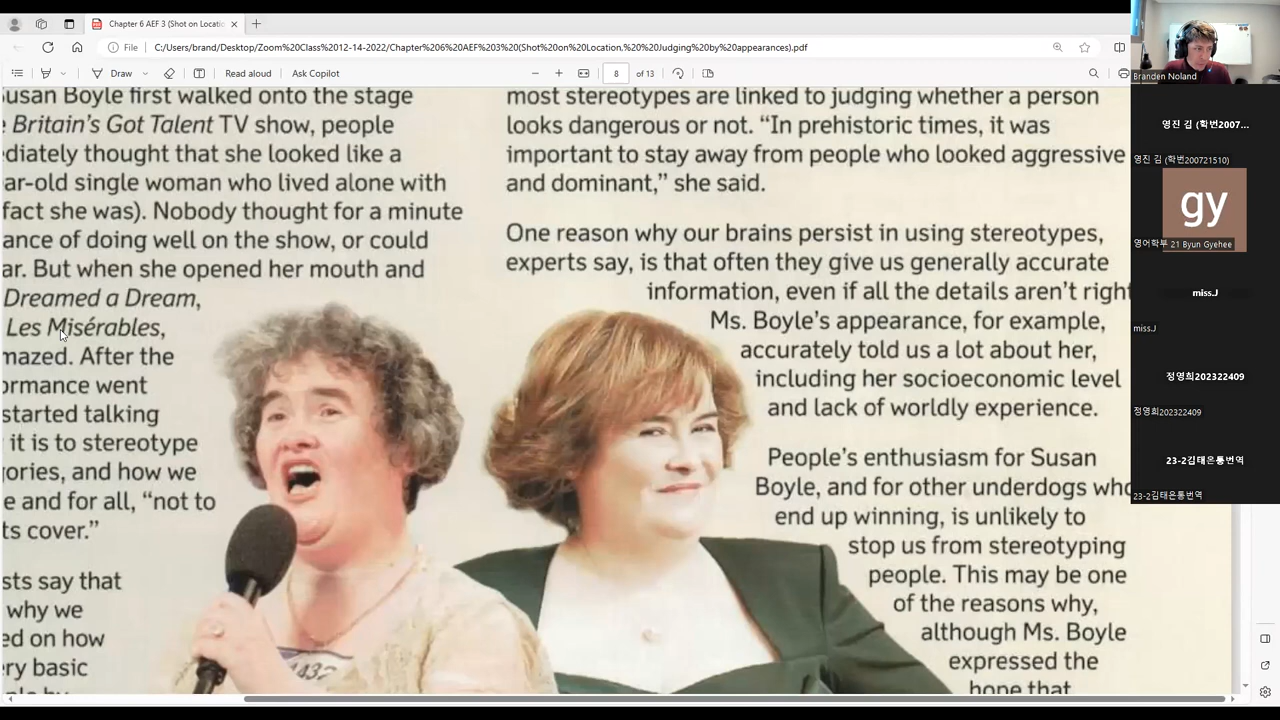 Chapter 6 AEF 3 (Shot on Locatio
File
C:/Users/brand/Desktop/Zoom%20Class%2012-14-2022/Chapter%206%20AEF%203%20(Shot%20on%20Location.%20%20Judging%20by%20appearances).pdf
Draw
Read aloud
Ask Copilot
8
of 13
Susan Boyle first walked onto the stage
Britain's Got Talent TV show, people
ediately thought that she looked like a
ar-old single woman who lived alone with
fact she was). Nobody thought for a minute
ance of doing well on the show, or could
ar. But when she opened her mouth and
Dreamed a Dream,
Les Misérables,
mazed. After the
ormance went
started talking
it is to stereotype
gories, and how we
e and for all, "not to
ts cover."
sts say that
why we
ed on how
ery basic
most stereotypes are linked to judging whether a person
looks dangerous or not. "In prehistoric times, it was
important to stay away from people who looked aggressive
and dominant," she said.
One reason why our brains persist in using stereotypes,
experts say, is that often they give us generally accurate
information, even if all the details aren't right
Ms. Boyle's appearance, for example,
accurately told us a lot about her,
including her socioeconomic level
and lack of worldly experience.
People's enthusiasm for Susan
Boyle, and for other underdogs who
end up winning, is unlikely to
stop us from stereotyping
people. This may be one
of the reasons why,
although Ms. Boyle
expressed the
hope that
4432
Branden Noland
영진 김 (학번2007...
영진 김 (학번200721510)
gy
영어학부 21 Byun Gyehee
miss.J
miss.J
정영희202322409
정영희202322409
23-2김태은통번역
23-2김태은통번역